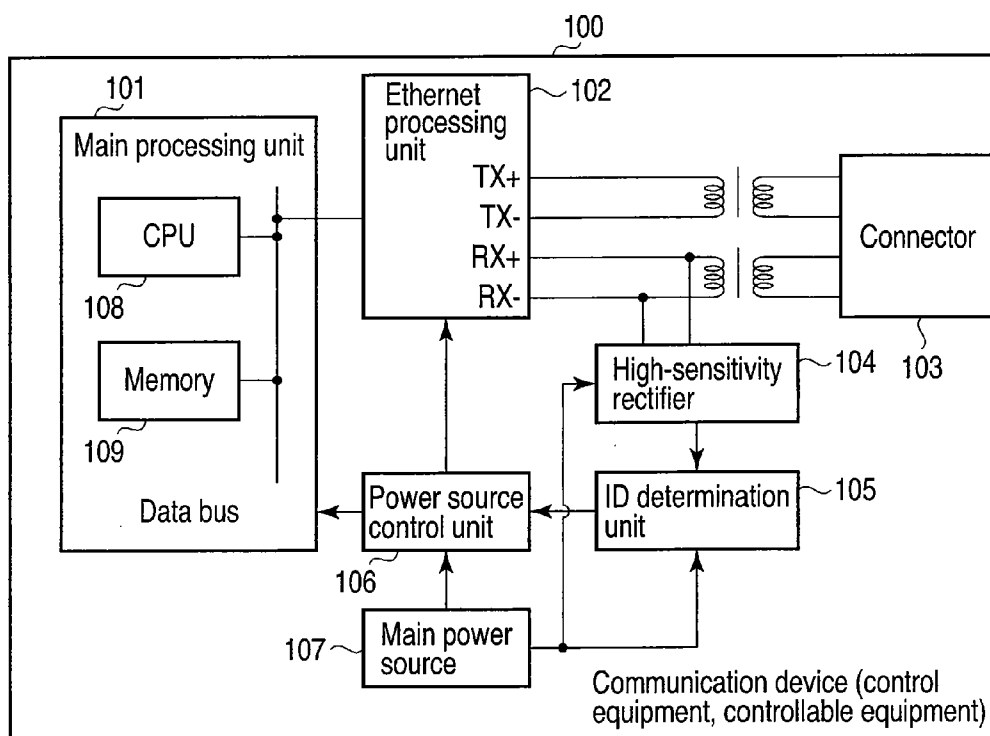 100
101
Main processing unit
CPU
108
Memory
109
Data bus
Ethernet
processing
unit
102
TX+
TX-
RX+
RX-
Connector
103
High-sensitivity
rectifier
104
ID determination
unit
105
Power source
control unit
106
Main power
source
107
Communication device (control
equipment, controllable equipment)